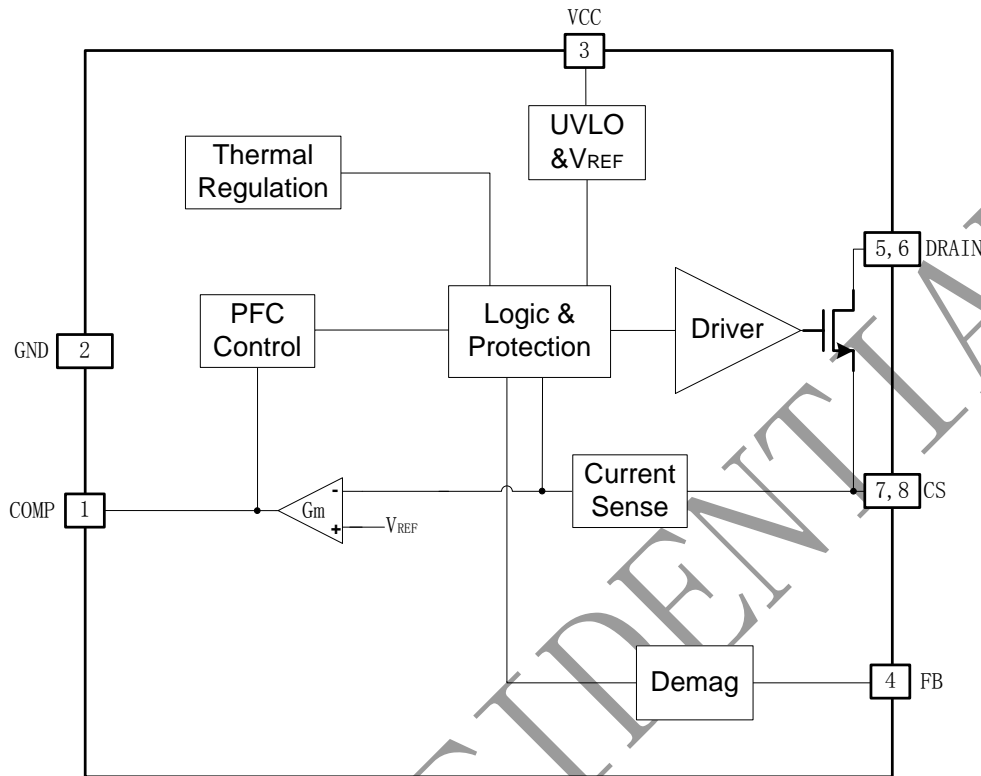 VCC
3
UVLO
&VREF
Thermal
Regulation
5,6 DRAIN
PFC
Control
Logic &
Protection
Driver
GND 2
Current
Sense
7,8 CS
COMP 1
-
Gm
+
VREF
Demag
4 FB
IDENTIA